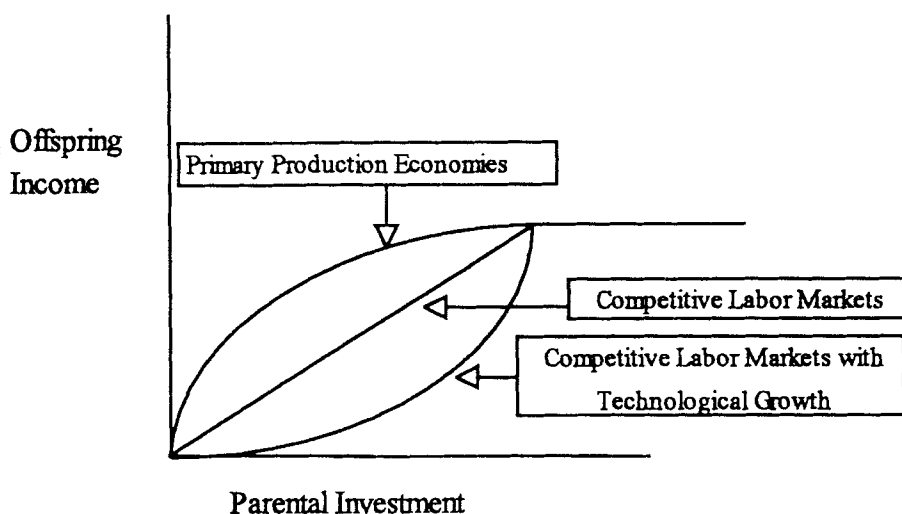 Offspring
Income
Primary Production Economies
Competitive Labor Markets
Competitive Labor Markets with
Technological Growth
Parental Investment